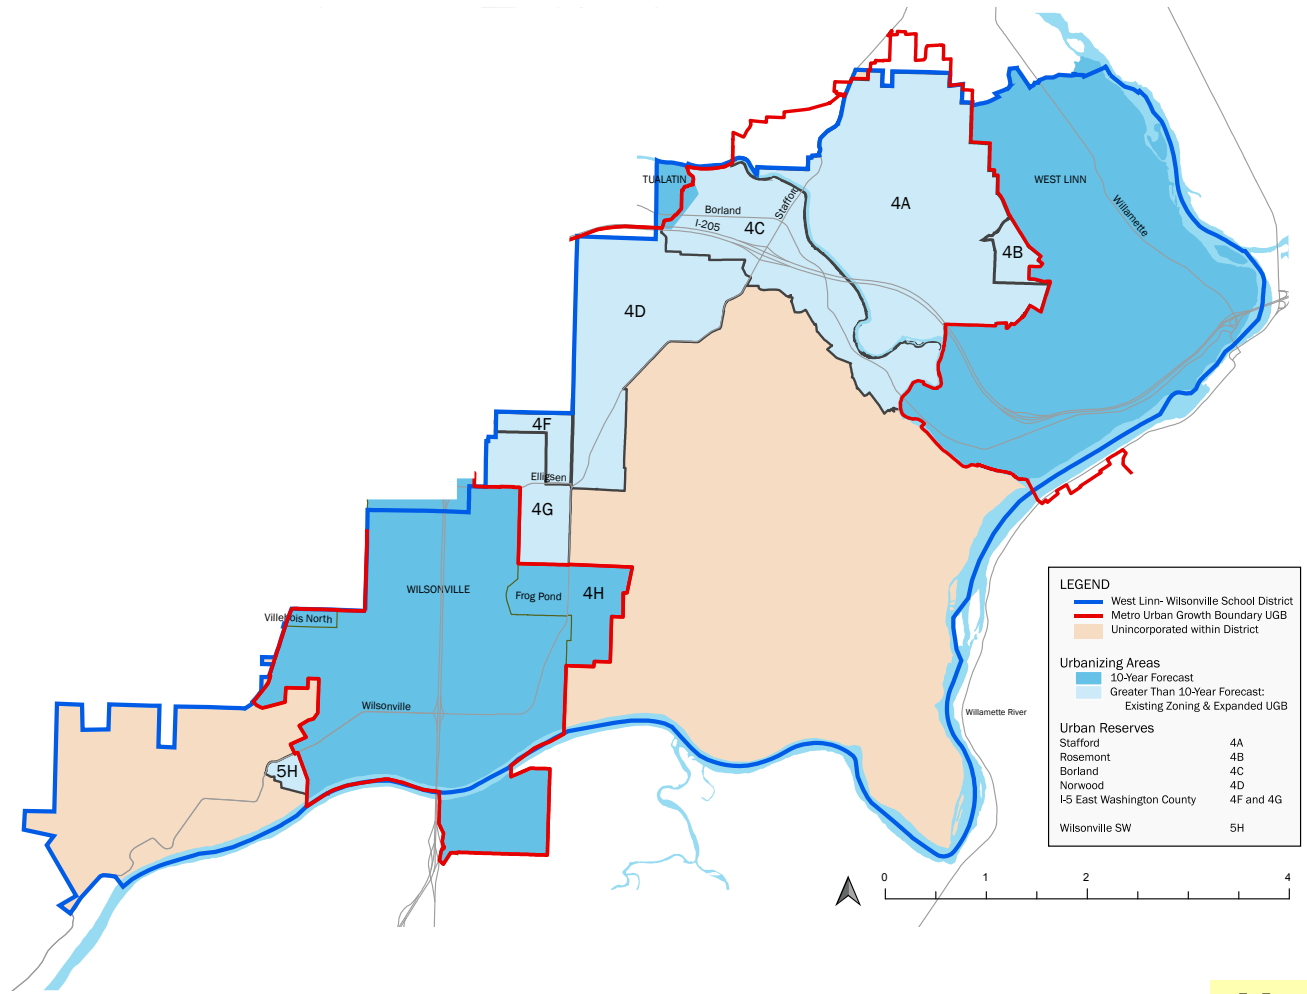 TUALATIN
WEST LINN
4A
Borland
Stafford
Willamette
I-205
4C
4B
4D
4F
Elligsen
4G
WILSONVILLE
Frog Pond
4H
Villebois North
Wilsonville
5H
Willamette River
LEGEND
West Linn- Wilsonville School District
Metro Urban Growth Boundary UGB
Unincorporated within District
Urbanizing Areas
10-Year Forecast
Greater Than 10-Year Forecast:
Existing Zoning & Expanded UGB
Urban Reserves
Stafford 4A
Rosemont 4B
Borland 4C
Norwood 4D
I-5 East Washington County 4F and 4G
Wilsonville SW 5H
0 1 2 4